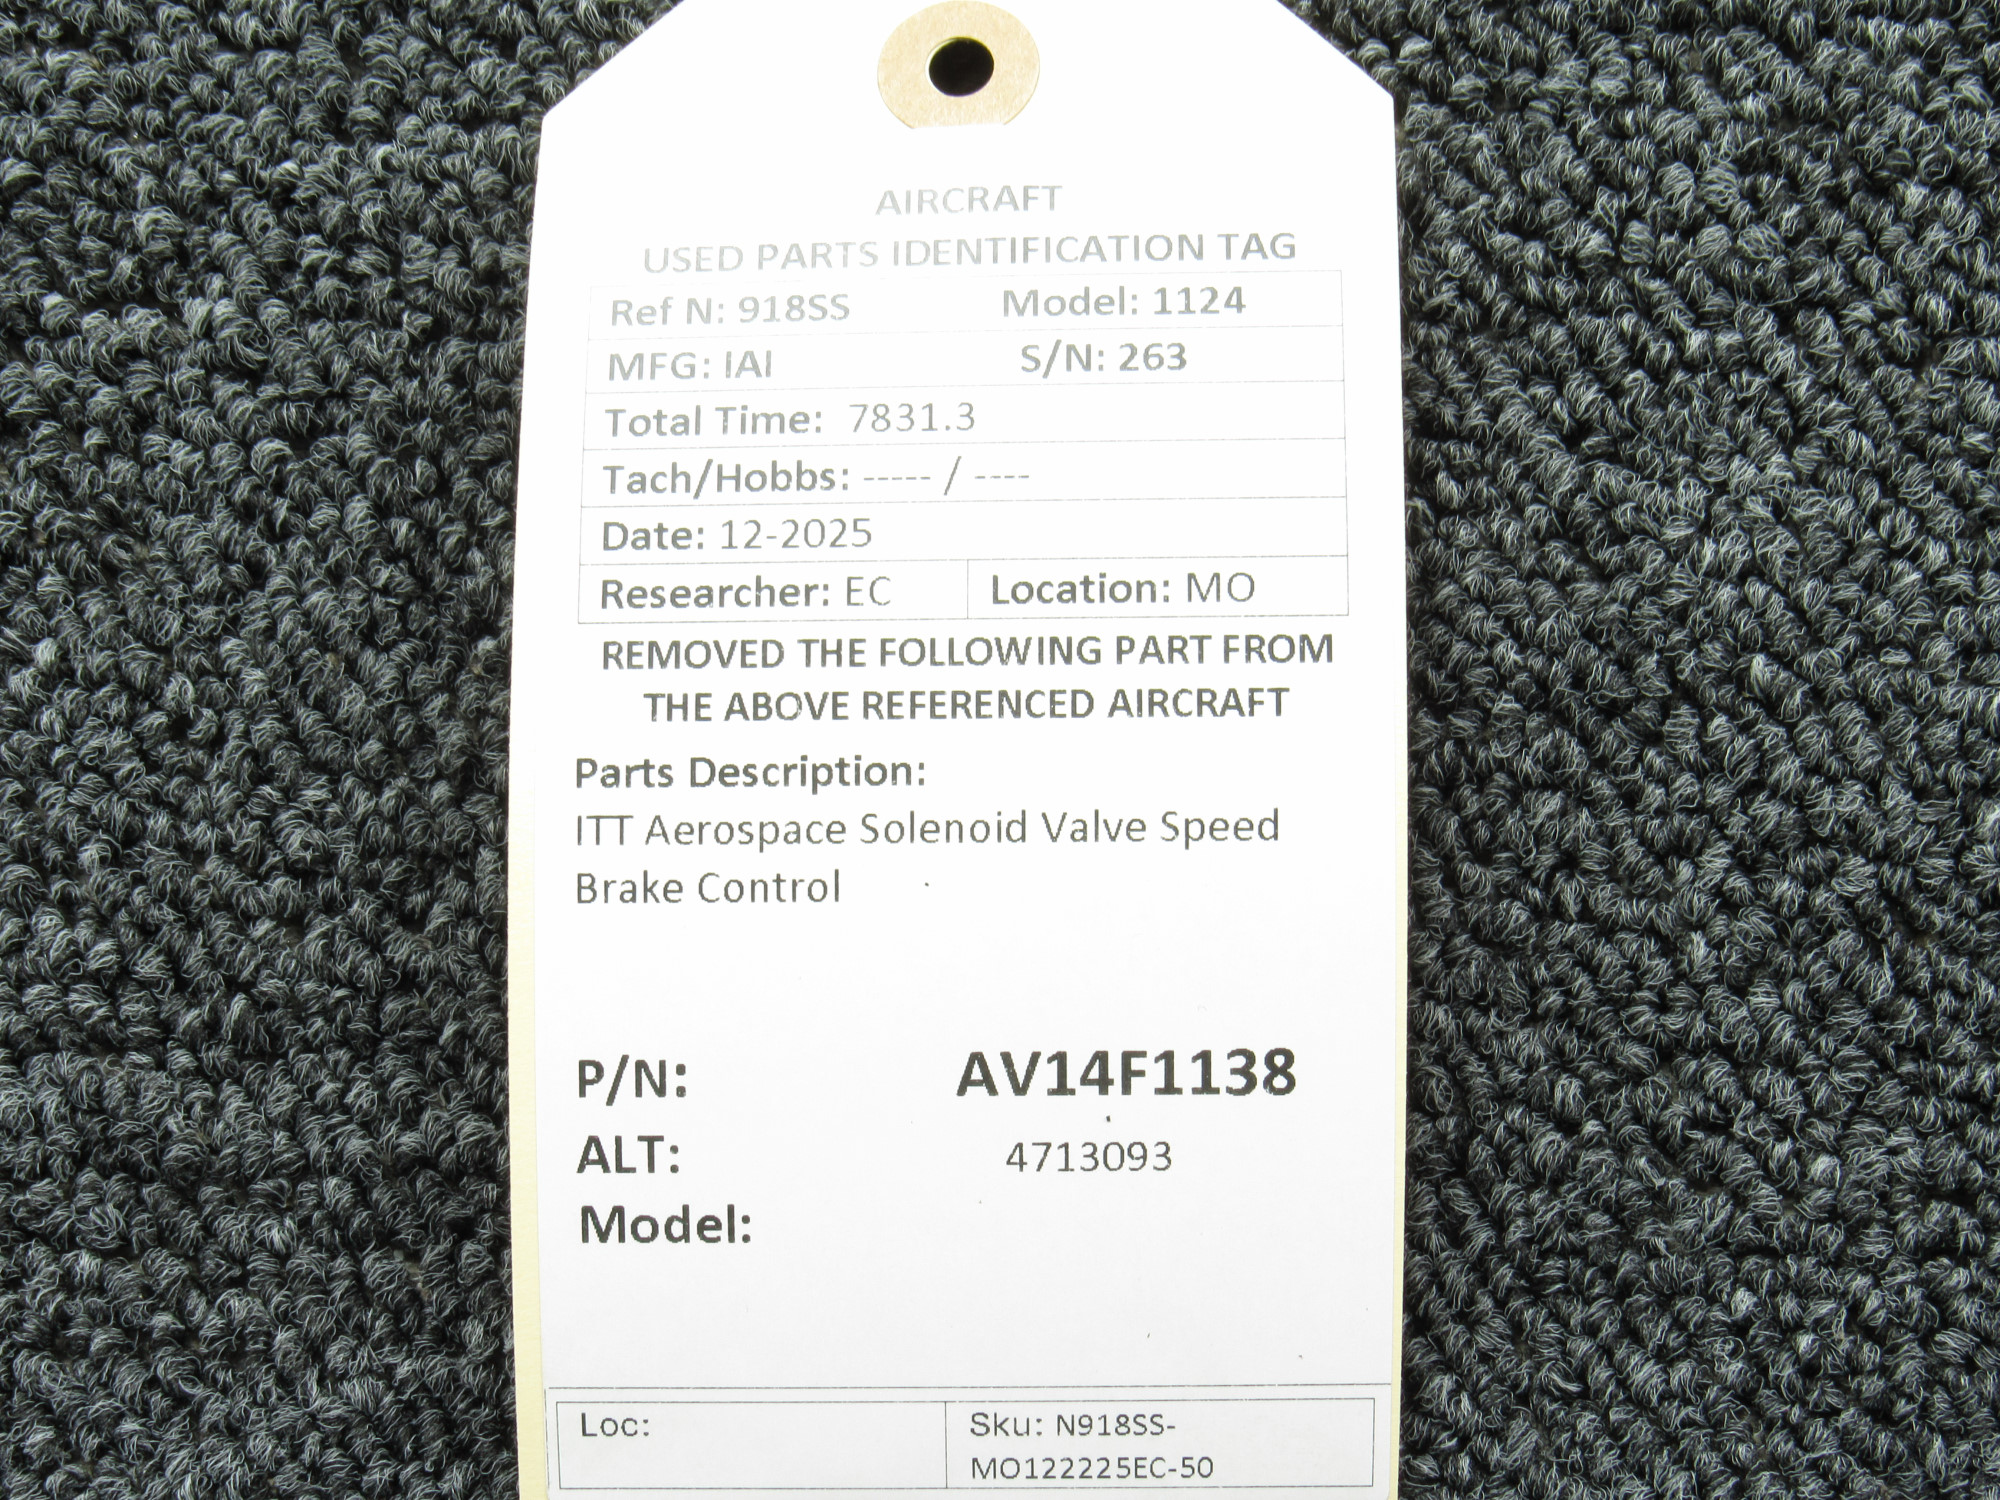 AIRCRAFT
USED PARTS IDENTIFICATION TAG
Ref N: 918SS Model: 1124
MFG: IAI S/N: 263
Total Time: 7831.3
Tach/Hobbs: ----- / ----
Date: 12-2025
Researcher: EC Location: MO
REMOVED THE FOLLOWING PART FROM
THE ABOVE REFERENCED AIRCRAFT
Parts Description:
ITT Aerospace Solenoid Valve Speed
Brake Control
P/N: AV14F1138
ALT: 4713093
Model:
Loc: Sku: N918SS-
MO122225EC-50